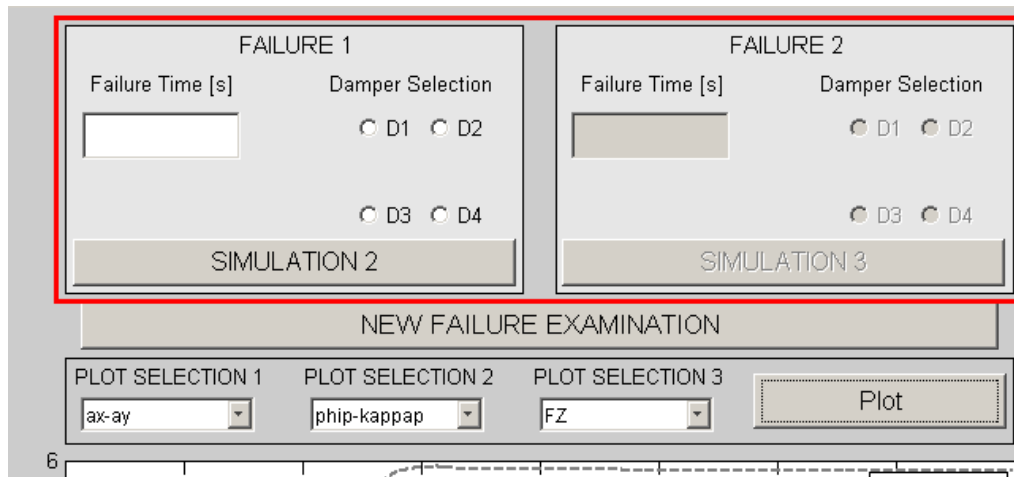 FAILURE 1
Failure Time [s] Damper Selection
D1 D2
D3 D4
SIMULATION 2
FAILURE 2
Failure Time [s] Damper Selection
D1 D2
D3 D4
SIMULATION 3
NEW FAILURE EXAMINATION
PLOT SELECTION 1 PLOT SELECTION 2 PLOT SELECTION 3
ax-ay phip-kappap FZ Plot
6